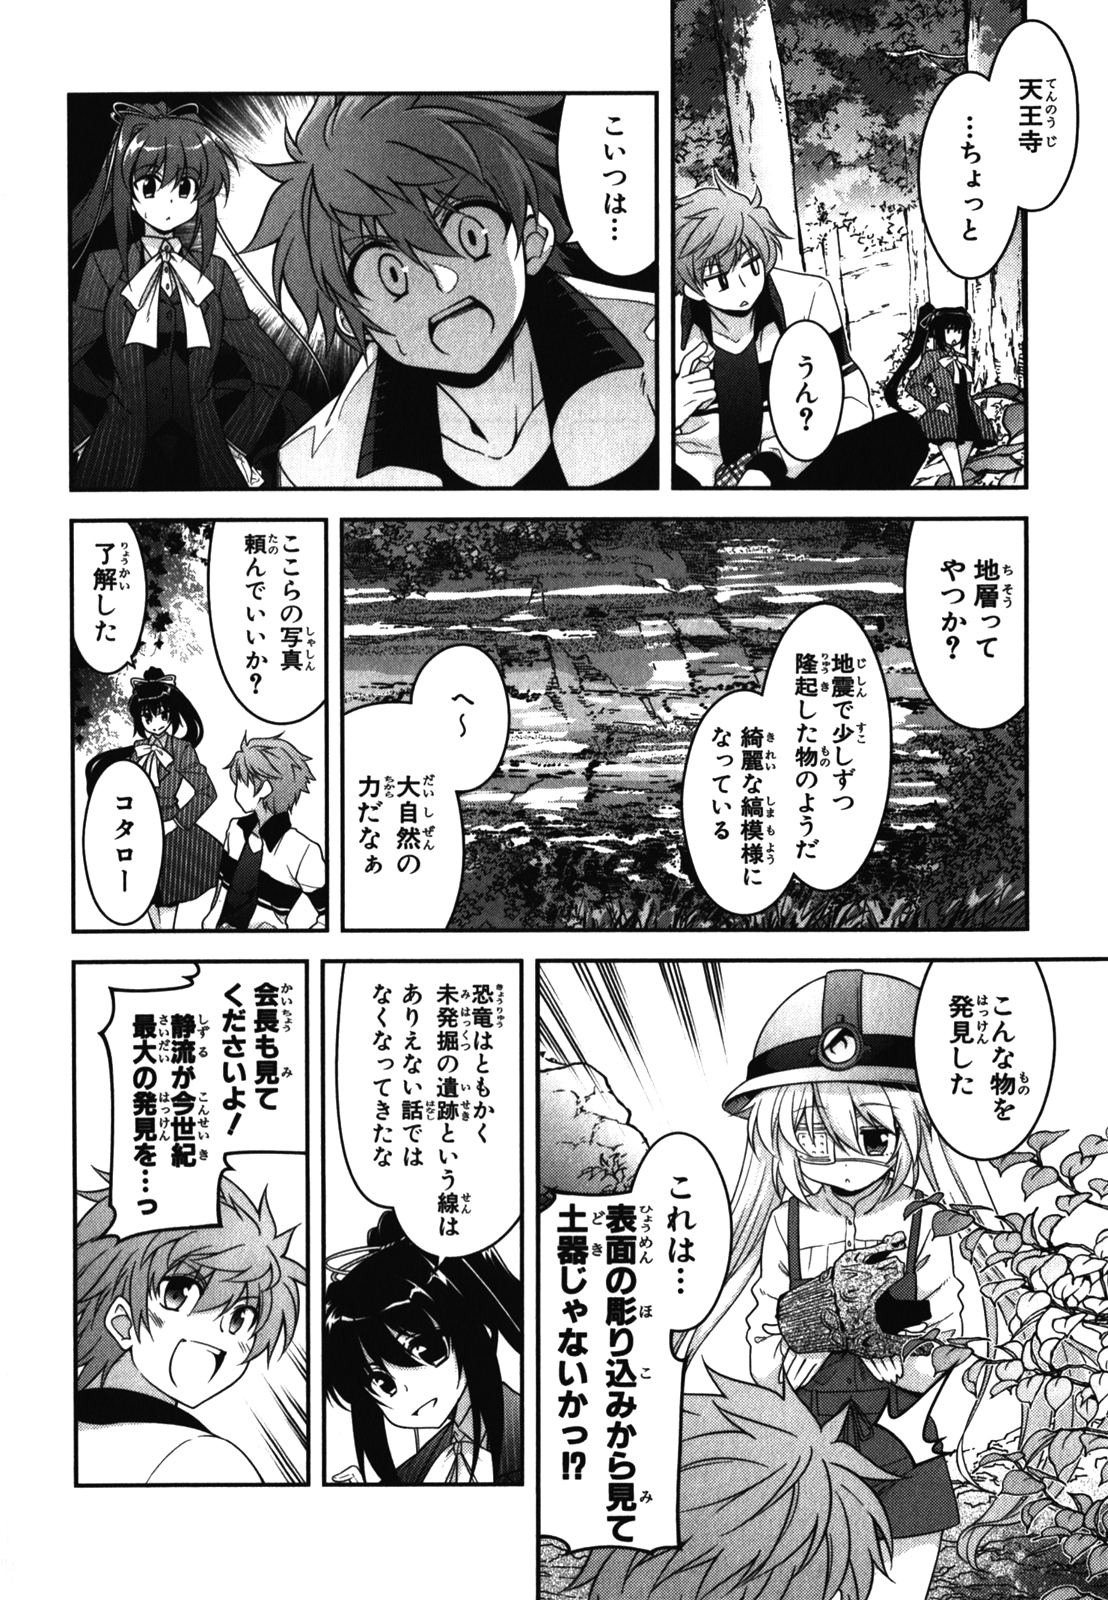 天王寺
…ちょっと
うん？
こいつは…
地層って
やつか？
地震で少しずつ
隆起した物のようだ
綺麗な縞模様に
なっている
へ〜
大自然の
力だなぁ
ここらの写真
頼んでいいか？
了解した
コタロー
こんな物を
発見した
これは…
表面の彫り込みから見て
土器じゃないかっ!?
恐竜はともかく
未発掘の遺跡という線は
ありえない話では
なくなってきたな
会長も見て
くださいよ！
静流が今世紀
最大の発見を…っ